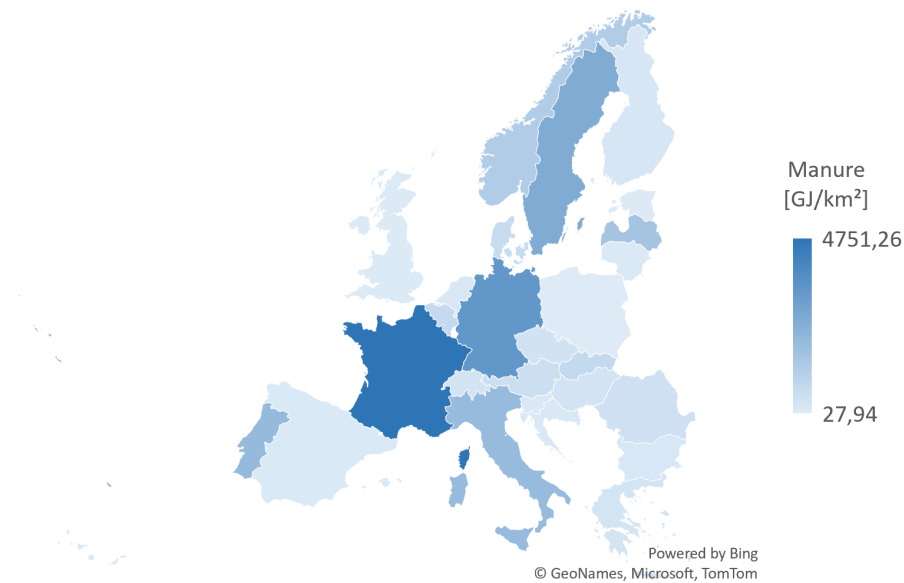 Manure
[GJ/km²]
4751,26
27,94
Powered by Bing
© GeoNames, Microsoft, TomTom